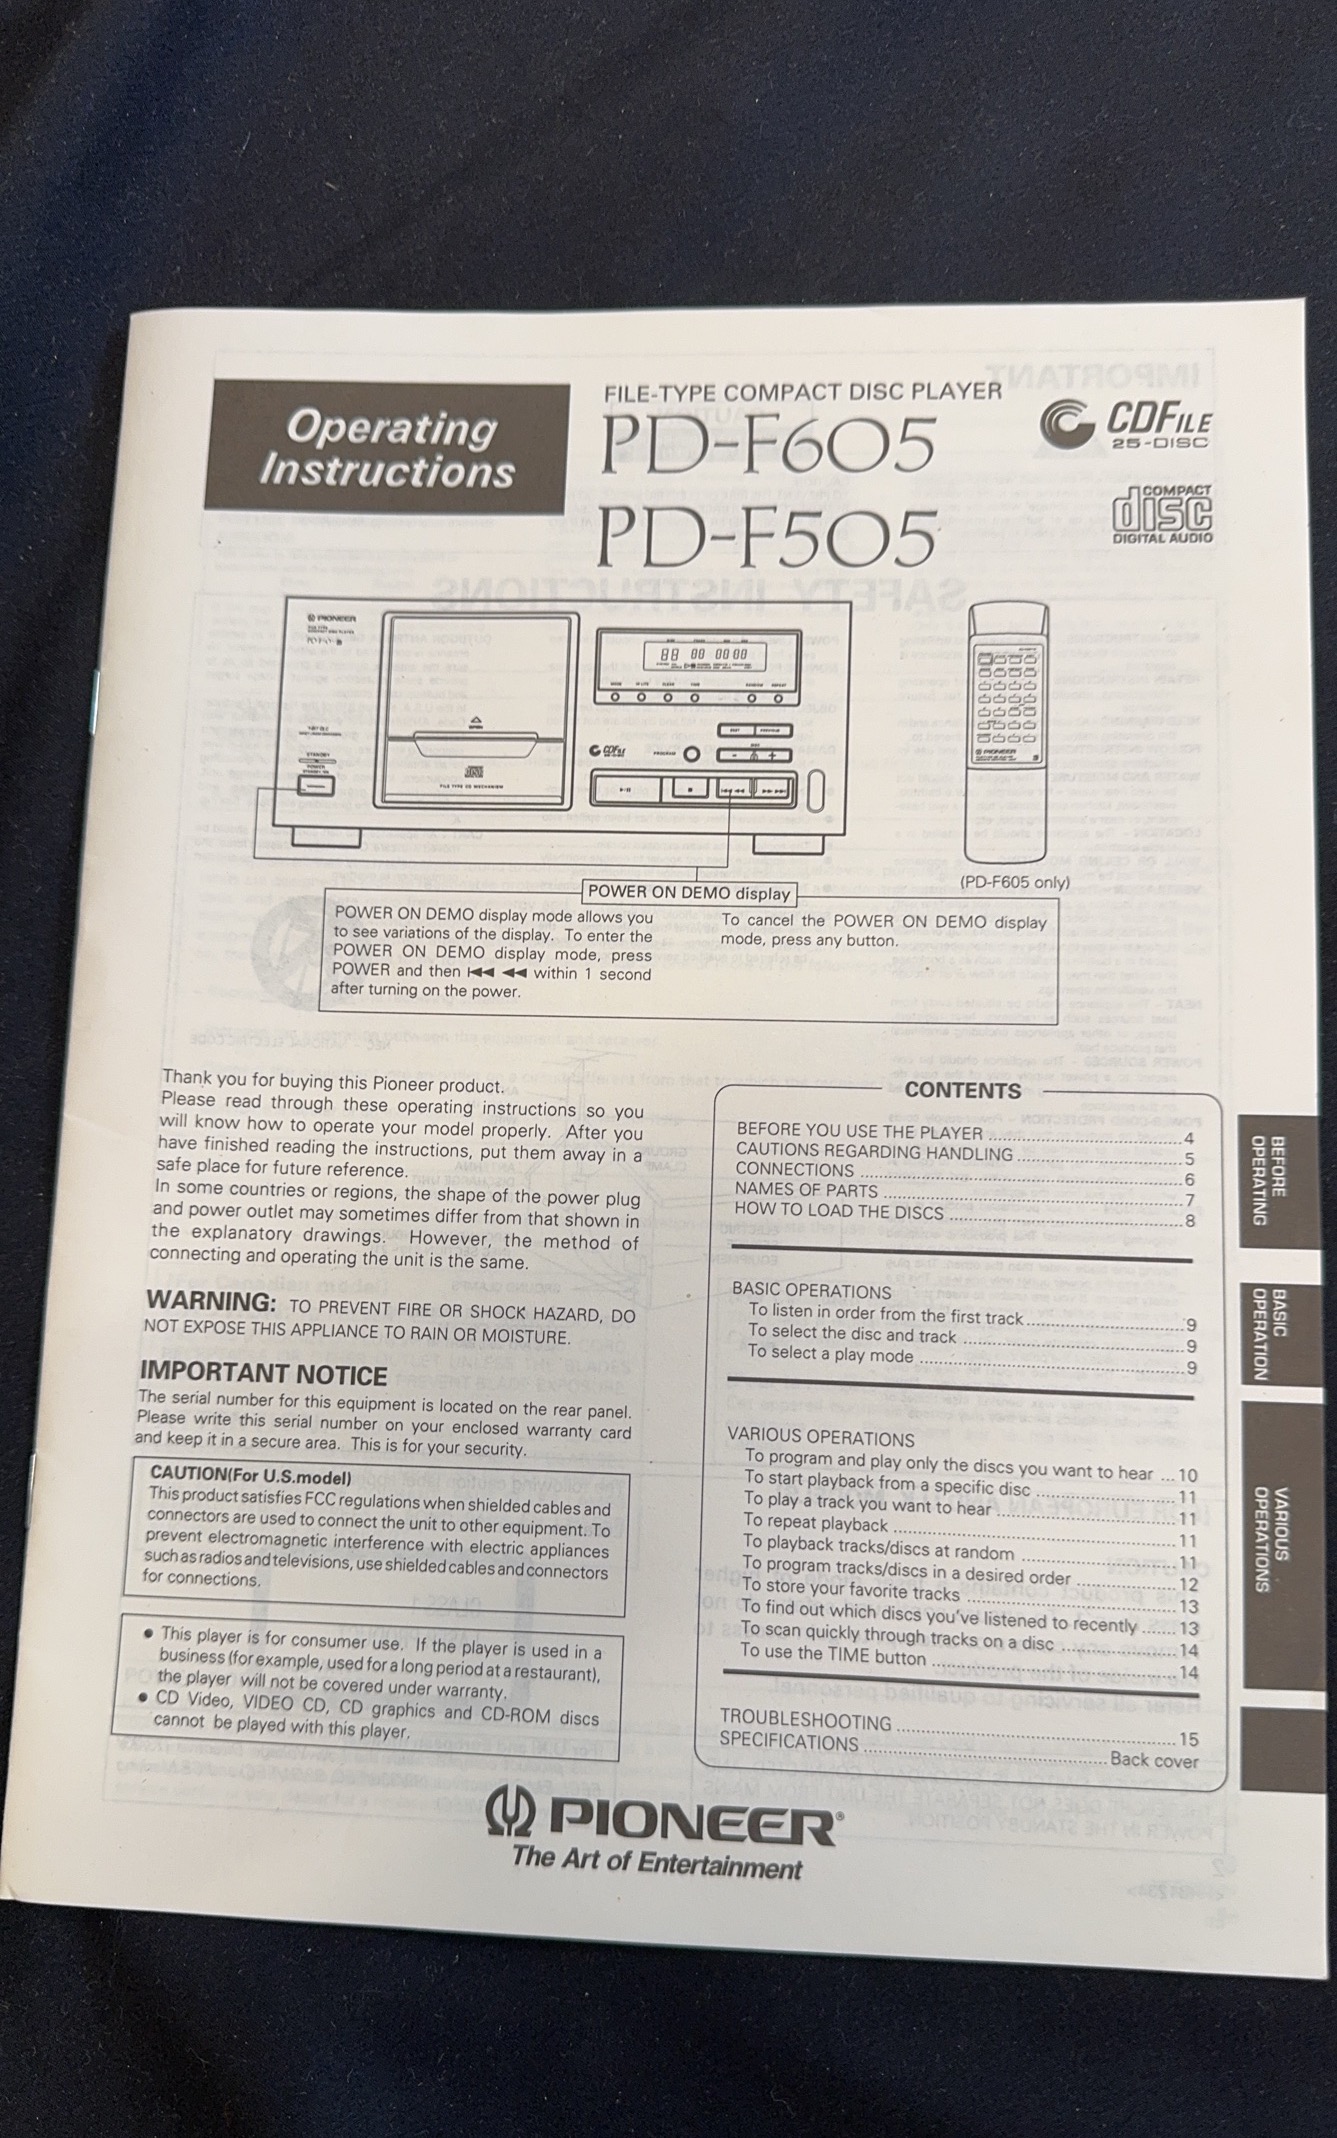 Operating
Instructions
FILE-TYPE COMPACT DISC PLAYER
PD-F605
PD-F505
CDFILE
25-DISC
COMPACT
disc
DIGITAL AUDIO
PIONEER
OPEN
CDFILE
PROGRAM
FILE TYPE CD MECHANISM
STANDBY
POWER
PIONEER
(PD-F605 only)
POWER ON DEMO display
POWER ON DEMO display mode allows you
to see variations of the display. To enter the
POWER ON DEMO display mode, press
POWER and then ⏮ ◀◀ within 1 second
after turning on the power.
To cancel the POWER ON DEMO display
mode, press any button.
Thank you for buying this Pioneer product.
Please read through these operating instructions so you
will know how to operate your model properly. After you
have finished reading the instructions, put them away in a
safe place for future reference.
In some countries or regions, the shape of the power plug
and power outlet may sometimes differ from that shown in
the explanatory drawings. However, the method of
connecting and operating the unit is the same.
WARNING: TO PREVENT FIRE OR SHOCK HAZARD, DO
NOT EXPOSE THIS APPLIANCE TO RAIN OR MOISTURE.
IMPORTANT NOTICE
The serial number for this equipment is located on the rear panel.
Please write this serial number on your enclosed warranty card
and keep it in a secure area. This is for your security.
CAUTION(For U.S.model)
This product satisfies FCC regulations when shielded cables and
connectors are used to connect the unit to other equipment. To
prevent electromagnetic interference with electric appliances
such as radios and televisions, use shielded cables and connectors
for connections.
● This player is for consumer use. If the player is used in a
business (for example, used for a long period at a restaurant),
the player will not be covered under warranty.
● CD Video, VIDEO CD, CD graphics and CD-ROM discs
cannot be played with this player.
CONTENTS
BEFORE YOU USE THE PLAYER ... 4
CAUTIONS REGARDING HANDLING ... 5
CONNECTIONS ... 6
NAMES OF PARTS ... 7
HOW TO LOAD THE DISCS ... 8
BASIC OPERATIONS
To listen in order from the first track ... 9
To select the disc and track ... 9
To select a play mode ... 9
VARIOUS OPERATIONS
To program and play only the discs you want to hear ... 10
To start playback from a specific disc ... 11
To play a track you want to hear ... 11
To repeat playback ... 11
To playback tracks/discs at random ... 11
To program tracks/discs in a desired order ... 12
To store your favorite tracks ... 13
To find out which discs you've listened to recently ... 13
To scan quickly through tracks on a disc ... 14
To use the TIME button ... 14
TROUBLESHOOTING ... 15
SPECIFICATIONS ... Back cover
BEFORE
OPERATING
BASIC
OPERATION
VARIOUS
OPERATIONS
PIONEER®
The Art of Entertainment